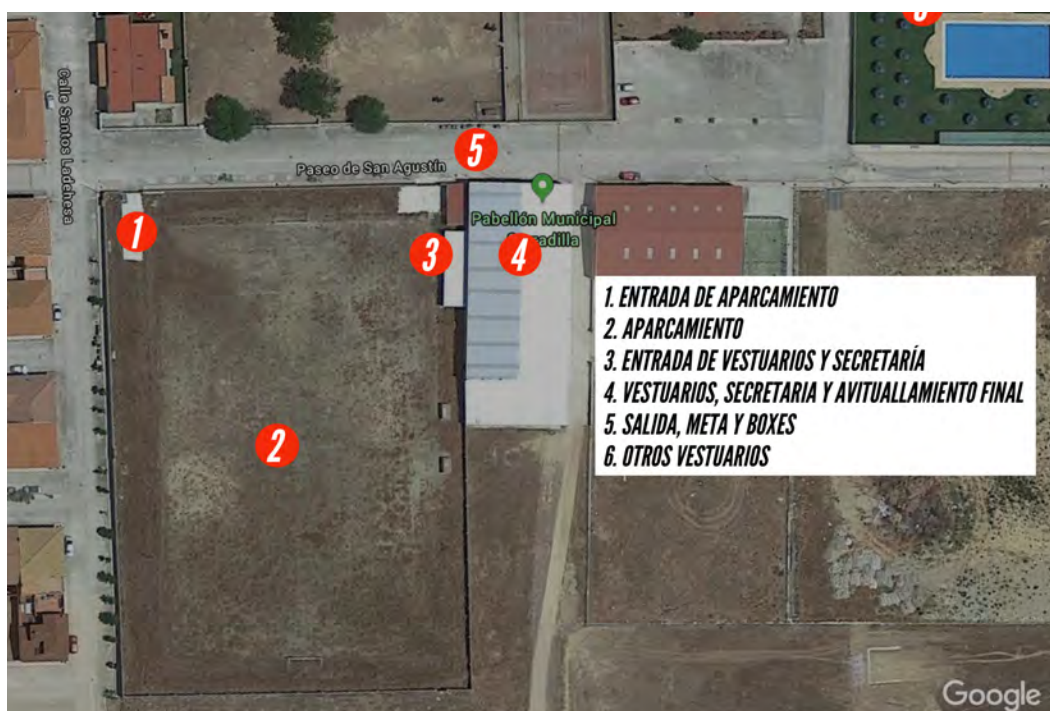 Calle Santos Ladehesa
5
Paseo de San Agustín
1
Pabellón Municipal
3
4
1. ENTRADA DE APARCAMIENTO
2. APARCAMIENTO
3. ENTRADA DE VESTUARIOS Y SECRETARÍA
4. VESTUARIOS, SECRETARIA Y AVITUALLAMIENTO FINAL
5. SALIDA, META Y BOXES
6. OTROS VESTUARIOS
2
Google